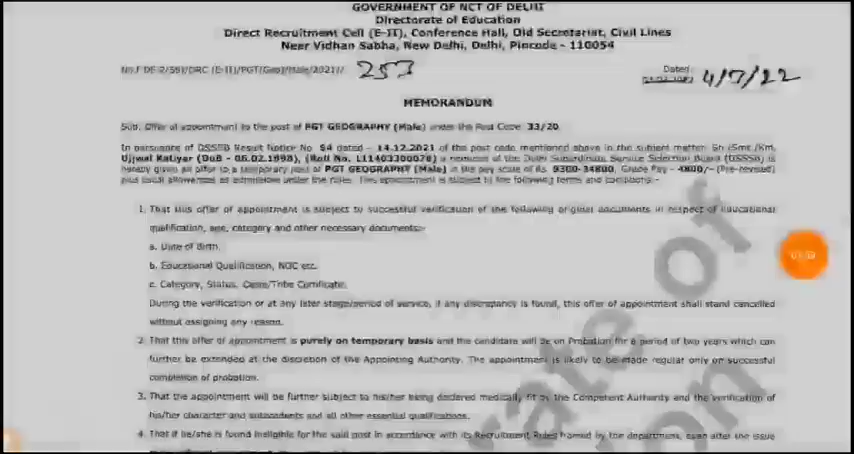 GOVERNMENT OF NCT OF DELHI
Directorate of Education
Direct Recruitment Cell (E-II), Conference Hall, Old Secretariat, Civil Lines
Near Vidhan Sabha, New Delhi, Delhi, Pincode - 110054
253
Dated:
4/7/22
MEMORANDUM
Sub. Offer of appointment to the post of PGT GEOGRAPHY (Male) under the Post Code: 33/20.
In pursuance of DSSSB Result Notice No. 94 dated - 14.12.2021 of the post code mentioned above in the subject matter, Sh./Smt./Km.
Ujjwal Katiyar (DoB - 06.02.1998), (Roll No. 111403300078) a nominee of the Delhi Subordinate Service Selection Board (DSSSB) is
hereby given an offer to a temporary post of PGT GEOGRAPHY (Male) in the pay scale of Rs. 9300-34800, Grade Pay - 4800/- (Pre-revised)
plus usual allowances as admissible under the rules. This appointment is subject to the following terms and conditions:-
1. That this offer of appointment is subject to successful verification of the following original documents in respect of Educational
qualification, age, category and other necessary documents:-
a. Date of Birth.
b. Educational Qualification, NOC etc.
c. Category, Status, Caste/Tribe Certificate.
During the verification or at any later stage/period of service, if any discrepancy is found, this offer of appointment shall stand cancelled
without assigning any reason.
2. That this offer of appointment is purely on temporary basis and the candidate will be on Probation for a period of two years which can
further be extended at the discretion of the Appointing Authority. The appointment is likely to be made regular only on successful
completion of probation.
3. That the appointment will be further subject to his/her being declared medically fit by the Competent Authority and the verification of
his/her character and antecedents and all other essential qualifications.
4. That if he/she is found ineligible for the said post in accordance with its Recruitment Rules framed by the department, even after the issue